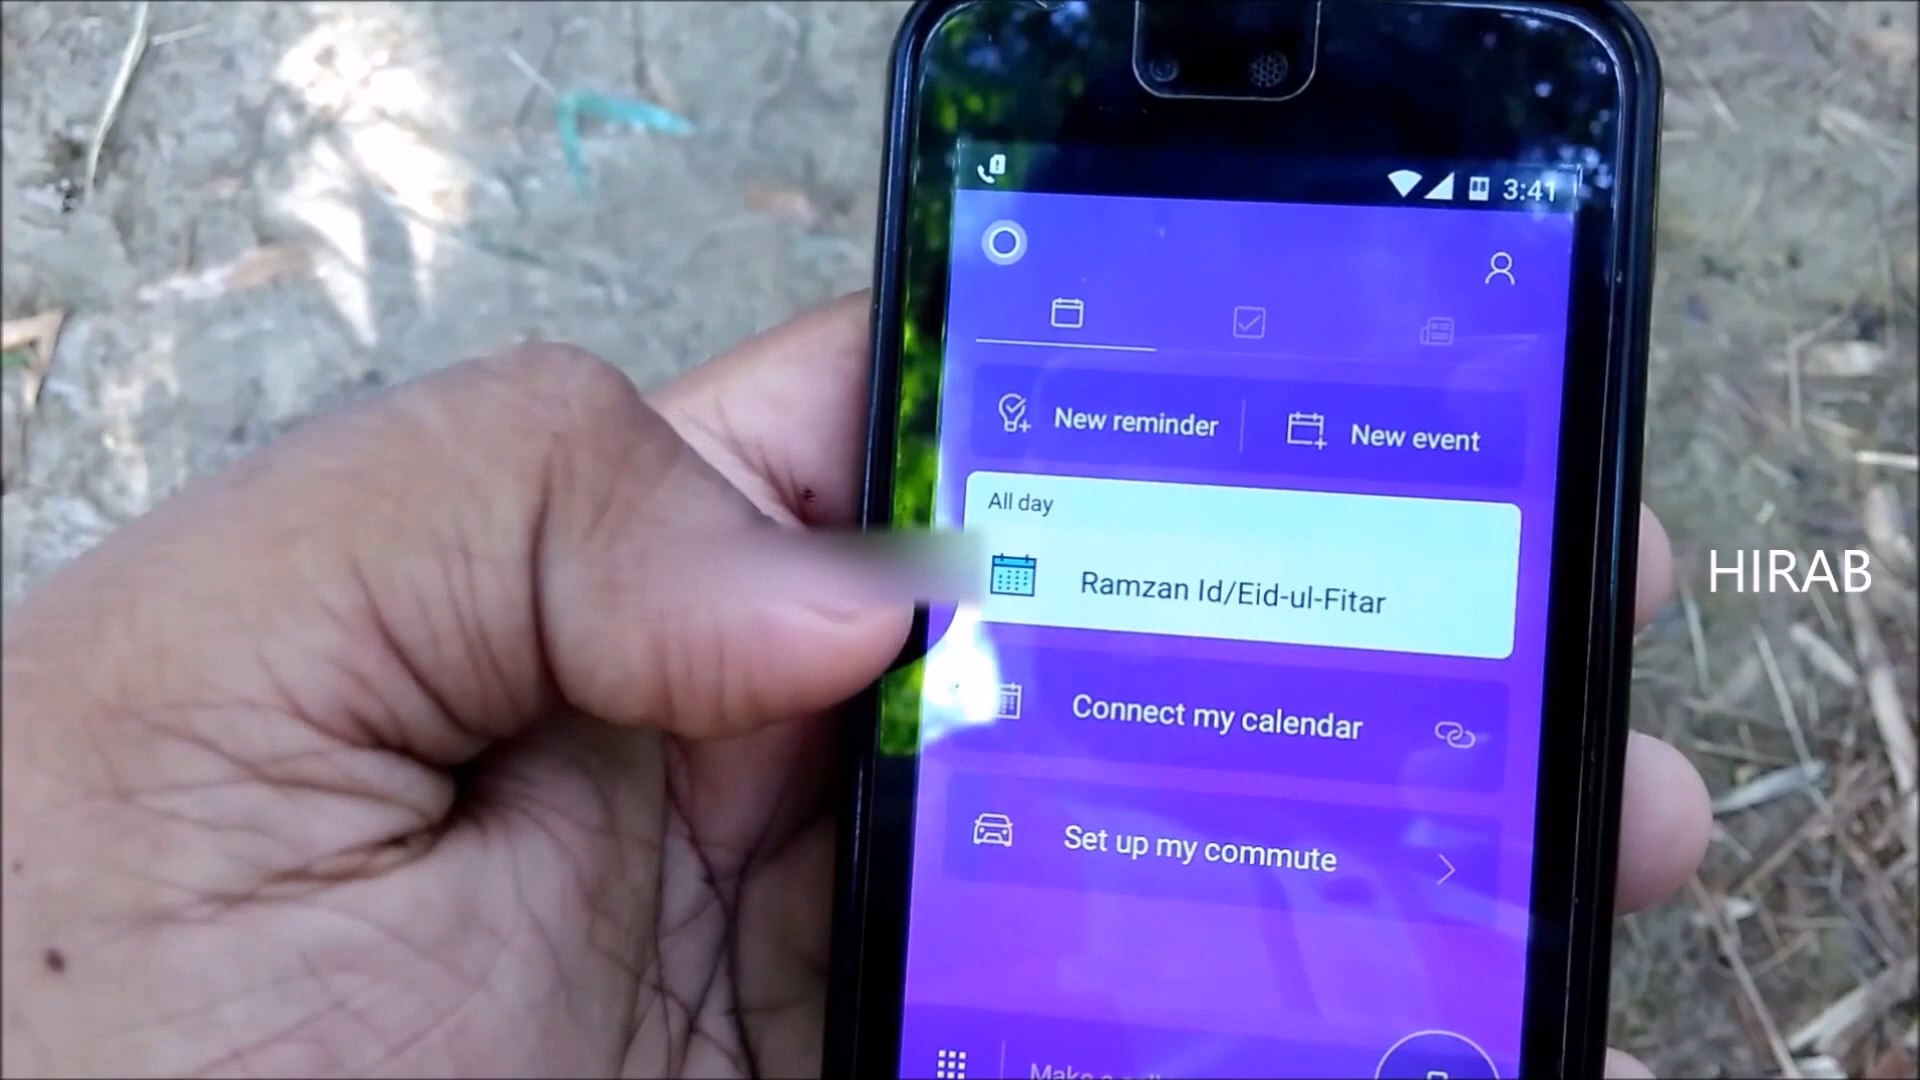 3:41
New reminder
New event
All day
Ramzan Id/Eid-ul-Fitar
HIRAB
Connect my calendar
Set up my commute
Make a